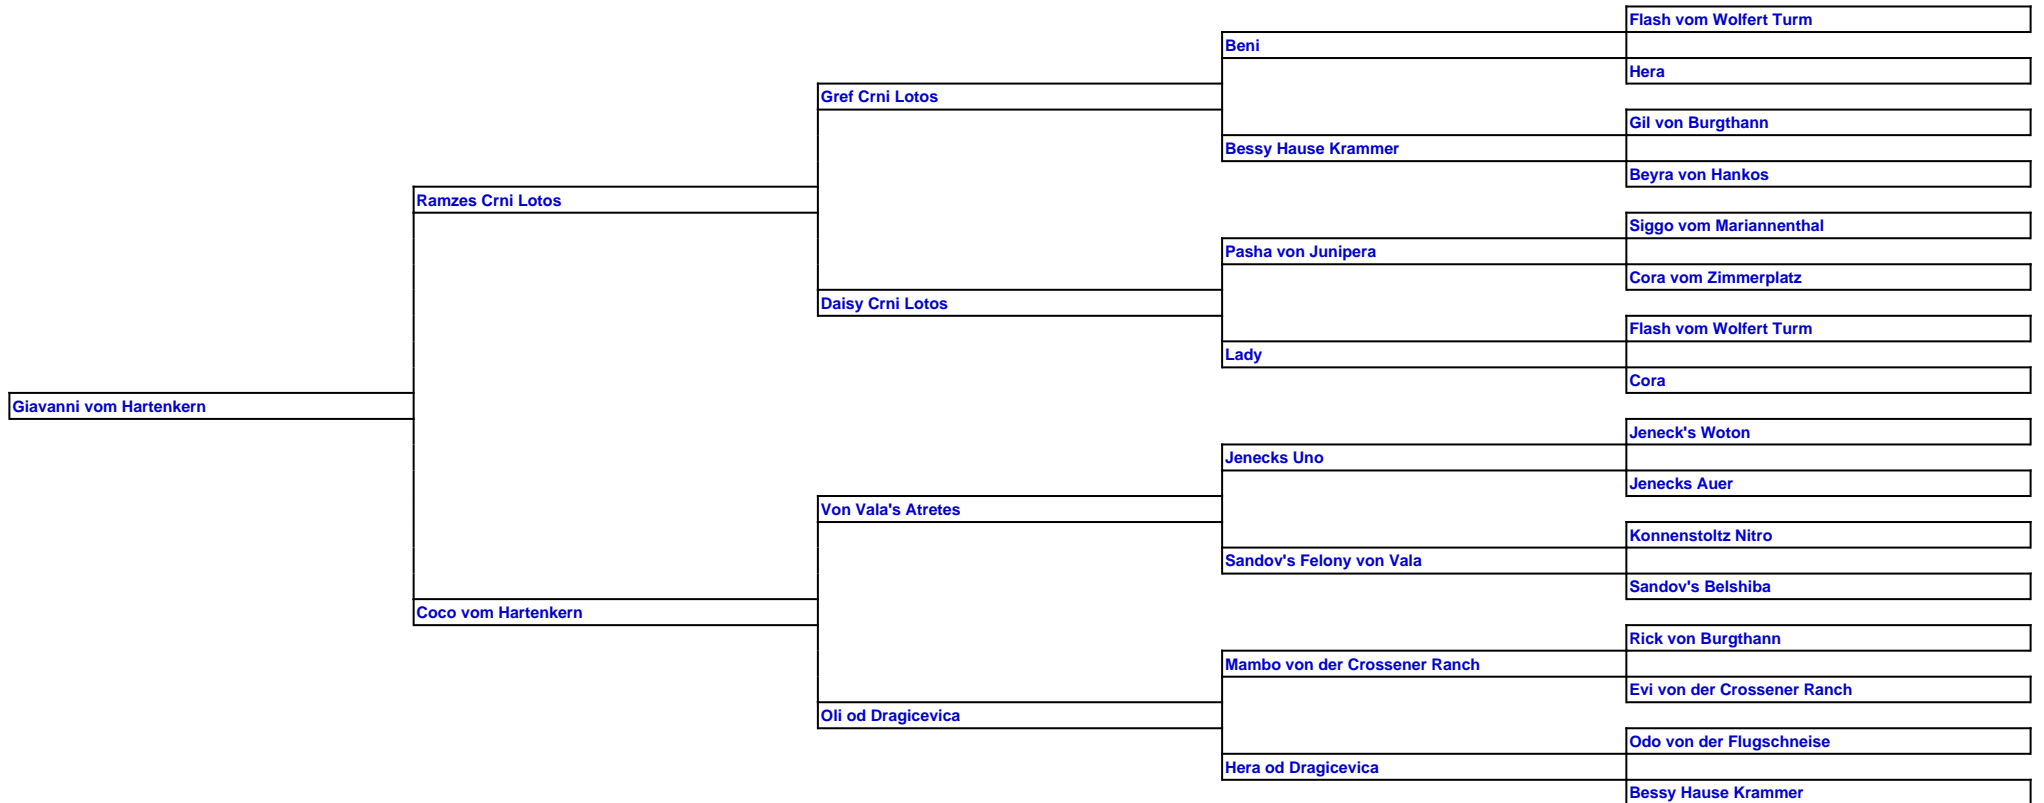 Flash vom Wolfert Turm
Beni
Hera
Gref Crni Lotos
Gil von Burgthann
Bessy Hause Krammer
Beyra von Hankos
Ramzes Crni Lotos
Siggo vom Mariannenthal
Pasha von Junipera
Cora vom Zimmerplatz
Daisy Crni Lotos
Flash vom Wolfert Turm
Lady
Cora
Giavanni vom Hartenkern
Jeneck's Woton
Jenecks Uno
Jenecks Auer
Von Vala's Atretes
Konnenstoltz Nitro
Sandov's Felony von Vala
Sandov's Belshiba
Coco vom Hartenkern
Rick von Burgthann
Mambo von der Crossener Ranch
Evi von der Crossener Ranch
Oli od Dragicevica
Odo von der Flugschneise
Hera od Dragicevica
Bessy Hause Krammer